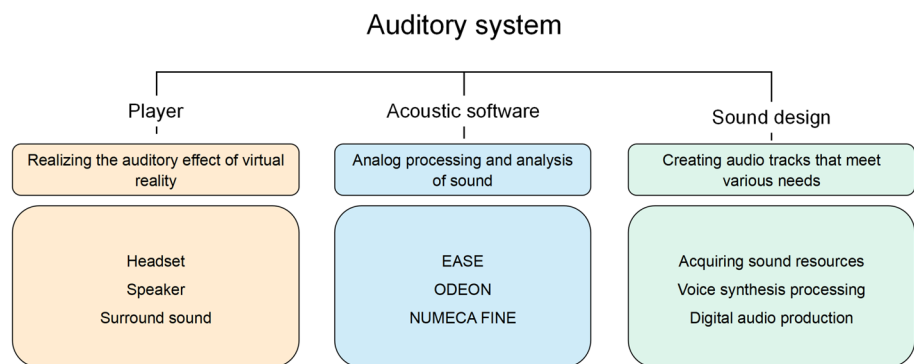 Auditory system
Player
Acoustic software
Sound design
Realizing the auditory effect of virtual
reality
Analog processing and analysis
of sound
Creating audio tracks that meet
various needs
Headset
Speaker
Surround sound
EASE
ODEON
NUMECA FINE
Acquiring sound resources
Voice synthesis processing
Digital audio production